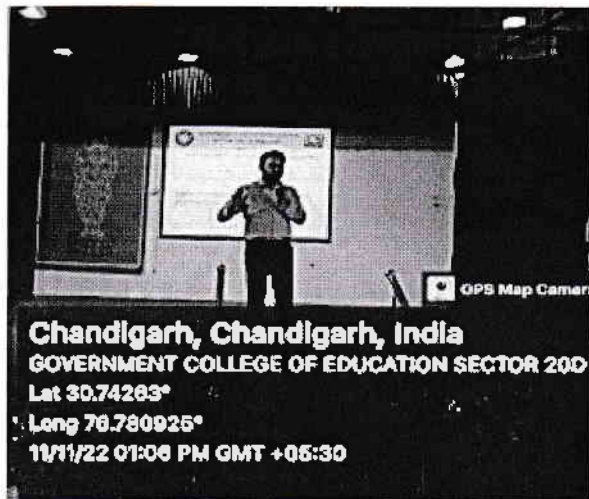 GPS Map Camer
Chandigarh, Chandigarh, India
GOVERNMENT COLLEGE OF EDUCATION SECTOR 20D
Lat 30.74263°
Long 76.780925°
11/11/22 01:06 PM GMT +05:30